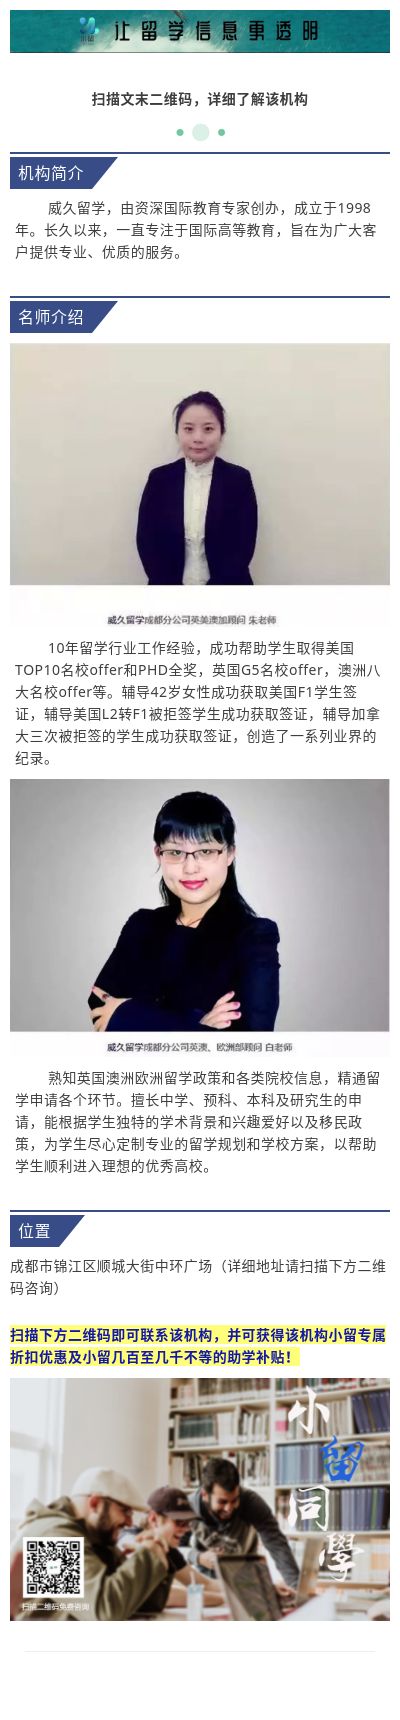 小留
让留学信息更透明
扫描文末二维码，详细了解该机构
机构简介
威久留学，由资深国际教育专家创办，成立于1998
年。长久以来，一直专注于国际高等教育，旨在为广大客
户提供专业、优质的服务。
名师介绍
威久留学成都分公司英美澳加顾问 朱老师
10年留学行业工作经验，成功帮助学生取得美国
TOP10名校offer和PHD全奖，英国G5名校offer，澳洲八
大名校offer等。辅导42岁女性成功获取美国F1学生签
证，辅导美国L2转F1被拒签学生成功获取签证，辅导加拿
大三次被拒签的学生成功获取签证，创造了一系列业界的
纪录。
威久留学成都分公司英澳、欧洲部顾问 白老师
熟知英国澳洲欧洲留学政策和各类院校信息，精通留
学申请各个环节。擅长中学、预科、本科及研究生的申
请，能根据学生独特的学术背景和兴趣爱好以及移民政
策，为学生尽心定制专业的留学规划和学校方案，以帮助
学生顺利进入理想的优秀高校。
位置
成都市锦江区顺城大街中环广场（详细地址请扫描下方二维
码咨询）
扫描下方二维码即可联系该机构，并可获得该机构小留专属
折扣优惠及小留几百至几千不等的助学补贴！
小留同學
扫描二维码免费咨询